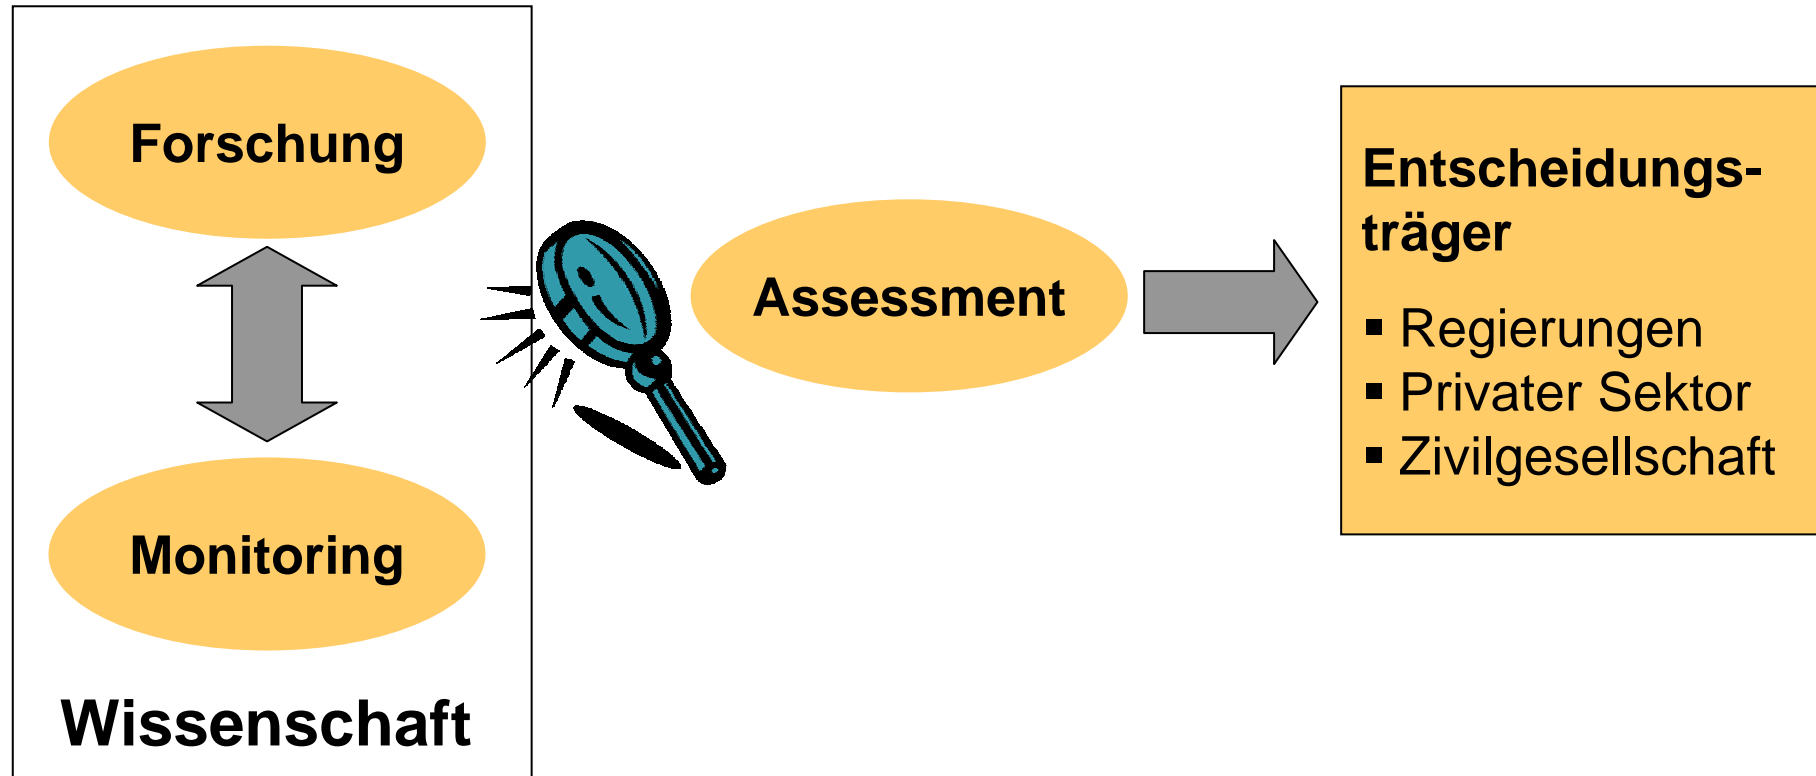 Forschung
Monitoring
Wissenschaft
Assessment
Entscheidungs-
träger
▪ Regierungen
▪ Privater Sektor
▪ Zivilgesellschaft